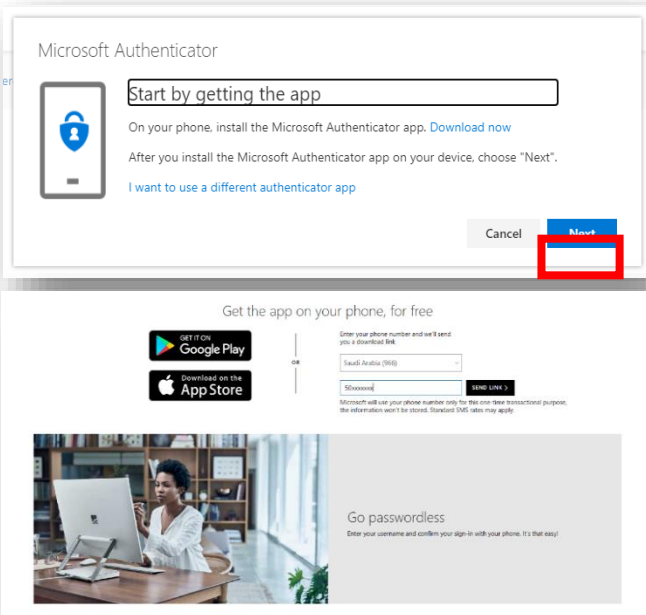 Microsoft Authenticator
Start by getting the app
On your phone, install the Microsoft Authenticator app. Download now
After you install the Microsoft Authenticator app on your device, choose "Next".
I want to use a different authenticator app
Cancel
Next
Get the app on your phone, for free
GET IT ON
Google Play
Download on the
App Store
OR
Enter your phone number and we'll send
you a download link
Saudi Arabia (966)
50xxxxxxx
SEND LINK >
Microsoft will use your phone number only for this one-time transactional purpose,
the information won't be stored. Standard SMS rates may apply.
Go passwordless
Enter your username and confirm your sign-in with your phone. It's that easy!